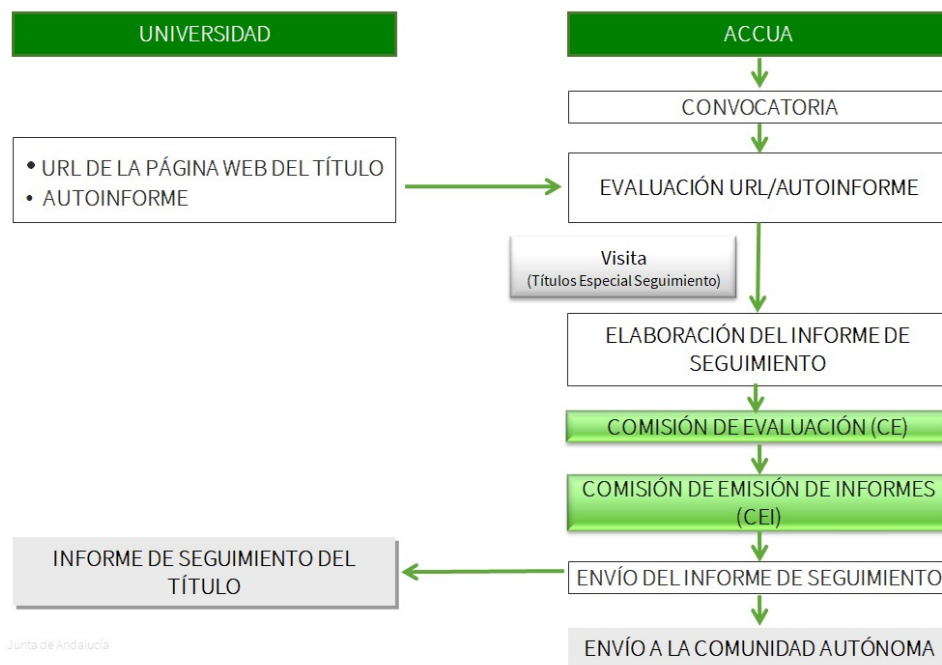 UNIVERSIDAD
ACCUA
CONVOCATORIA
• URL DE LA PÁGINA WEB DEL TÍTULO
• AUTOINFORME
EVALUACIÓN URL/AUTOINFORME
Visita
(Títulos Especial Seguimiento)
ELABORACIÓN DEL INFORME DE
SEGUIMIENTO
COMISIÓN DE EVALUACIÓN (CE)
COMISIÓN DE EMISIÓN DE INFORMES
(CEI)
INFORME DE SEGUIMIENTO DEL
TÍTULO
ENVÍO DEL INFORME DE SEGUIMIENTO
ENVÍO A LA COMUNIDAD AUTÓNOMA
Junta de Andalucía